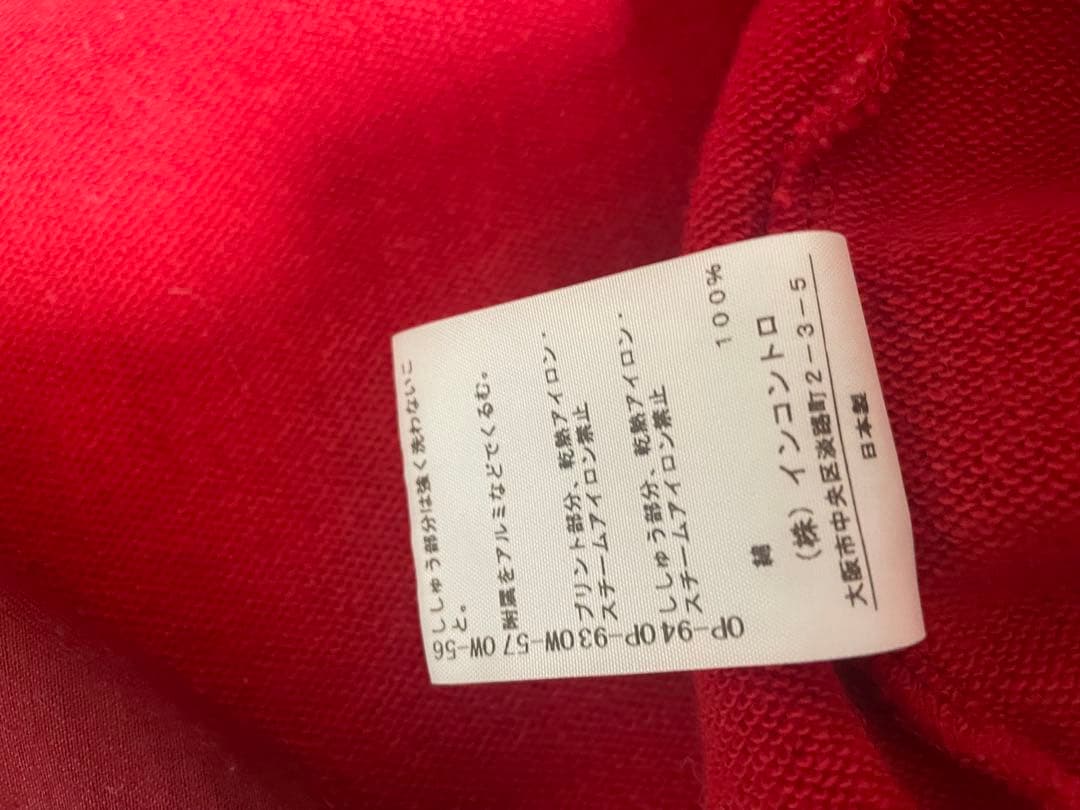 ししゅう部分は強く洗わないこ
と。
附属をアルミなどでくるむ。
プリント部分、乾熱アイロン・
スチームアイロン禁止
ししゅう部分、乾熱アイロン・
スチームアイロン禁止
綿 100%
(株)インコントロ
大阪市中央区淡路町2-3-5
日本製
OW-56
OW-57
OP-93
OP-94